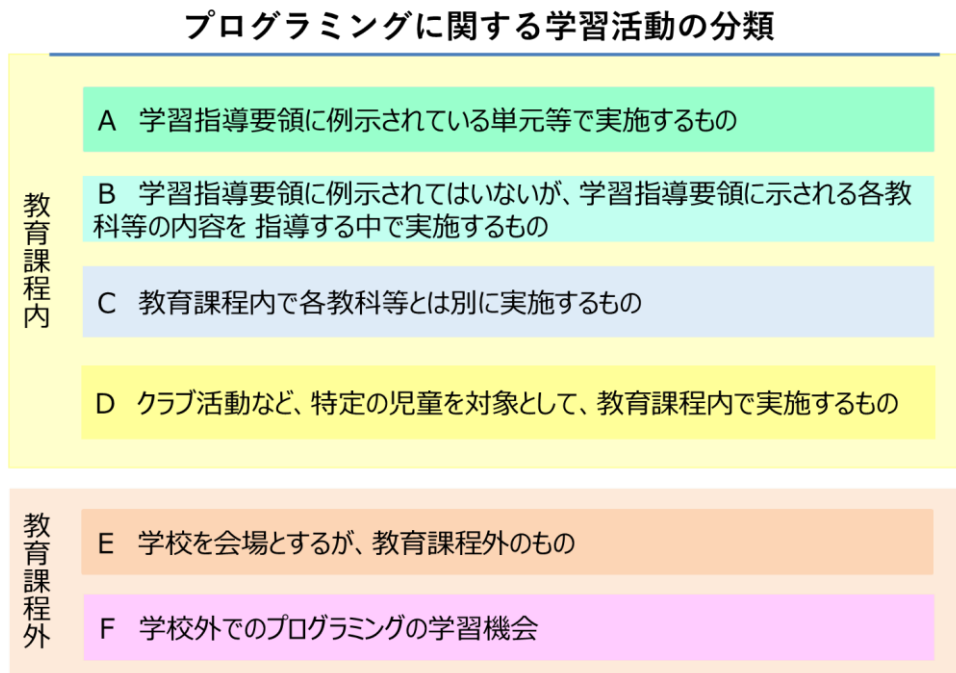 プログラミングに関する学習活動の分類
教育課程内
A 学習指導要領に例示されている単元等で実施するもの
B 学習指導要領に例示されてはいないが、学習指導要領に示される各教
科等の内容を 指導する中で実施するもの
C 教育課程内で各教科等とは別に実施するもの
D クラブ活動など、特定の児童を対象として、教育課程内で実施するもの
教育課程外
E 学校を会場とするが、教育課程外のもの
F 学校外でのプログラミングの学習機会